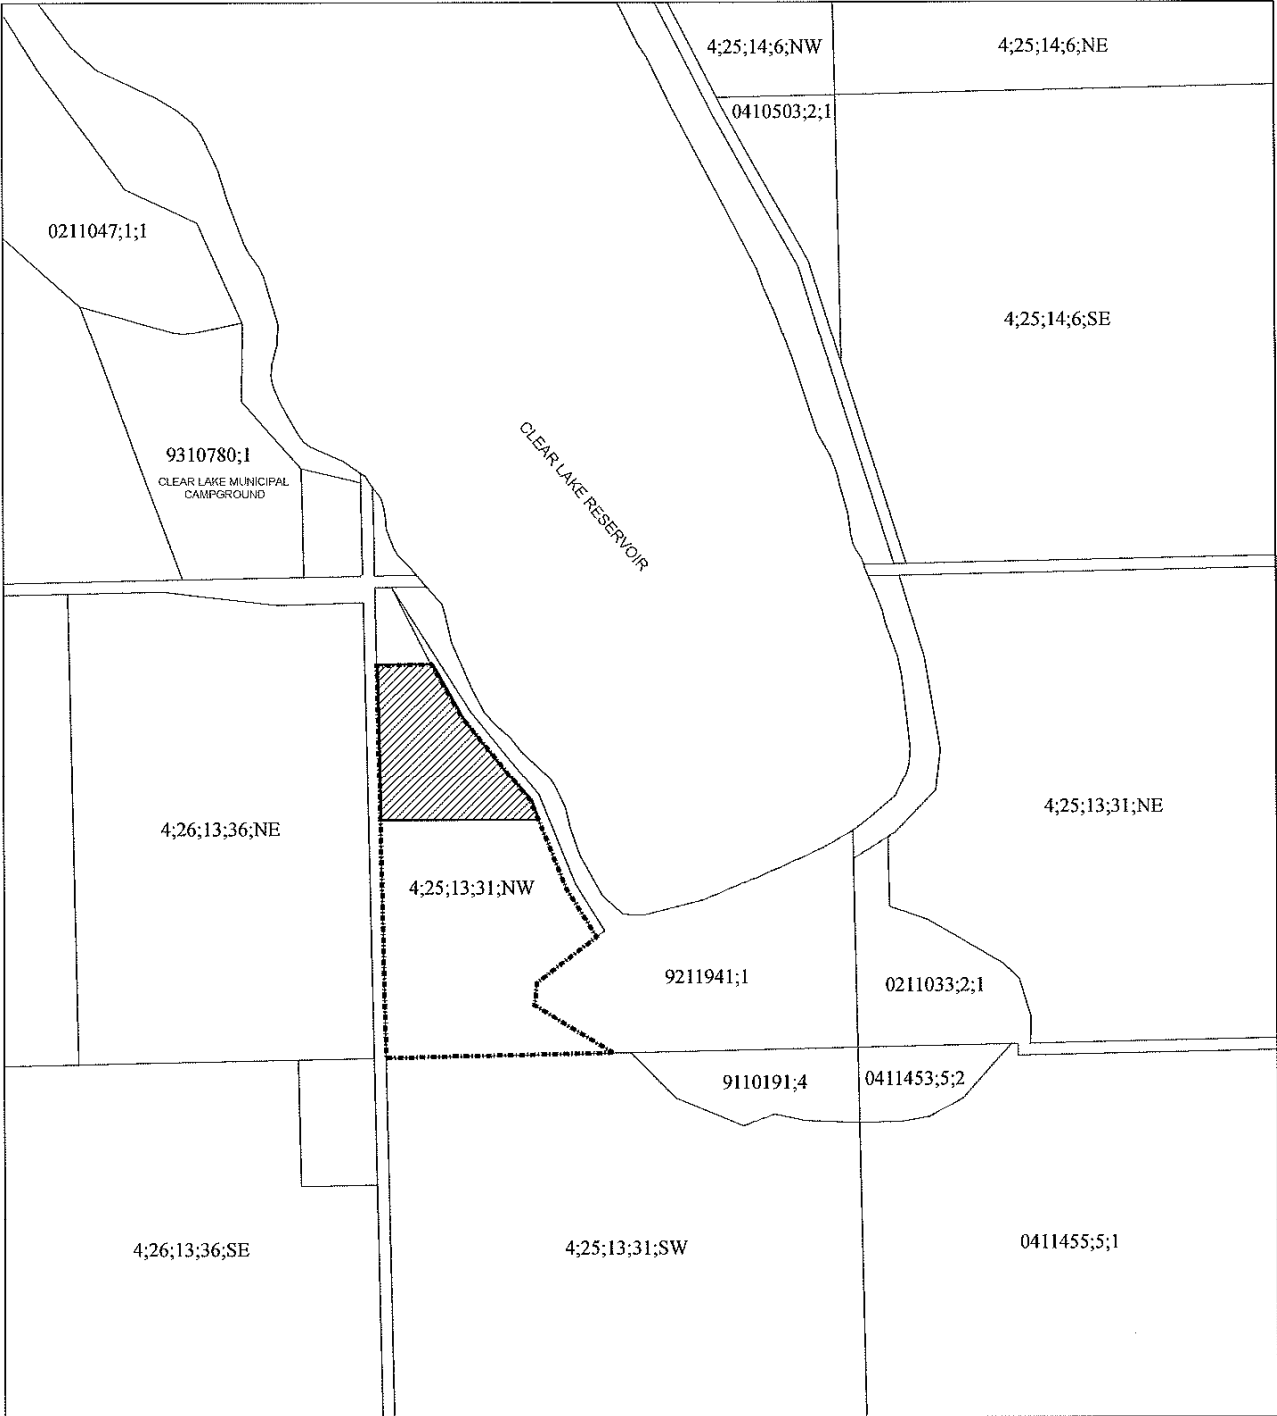 4;25;14;6;NW
4;25;14;6;NE
0410503;2;1
0211047;1;1
4;25;14;6;SE
9310780;1
CLEAR LAKE MUNICIPAL
CAMPGROUND
CLEAR LAKE RESERVOIR
4;25;13;31;NE
4;26;13;36;NE
4;25;13;31;NW
9211941;1
0211033;2;1
9110191;4
0411453;5;2
4;26;13;36;SE
4;25;13;31;SW
0411455;5;1